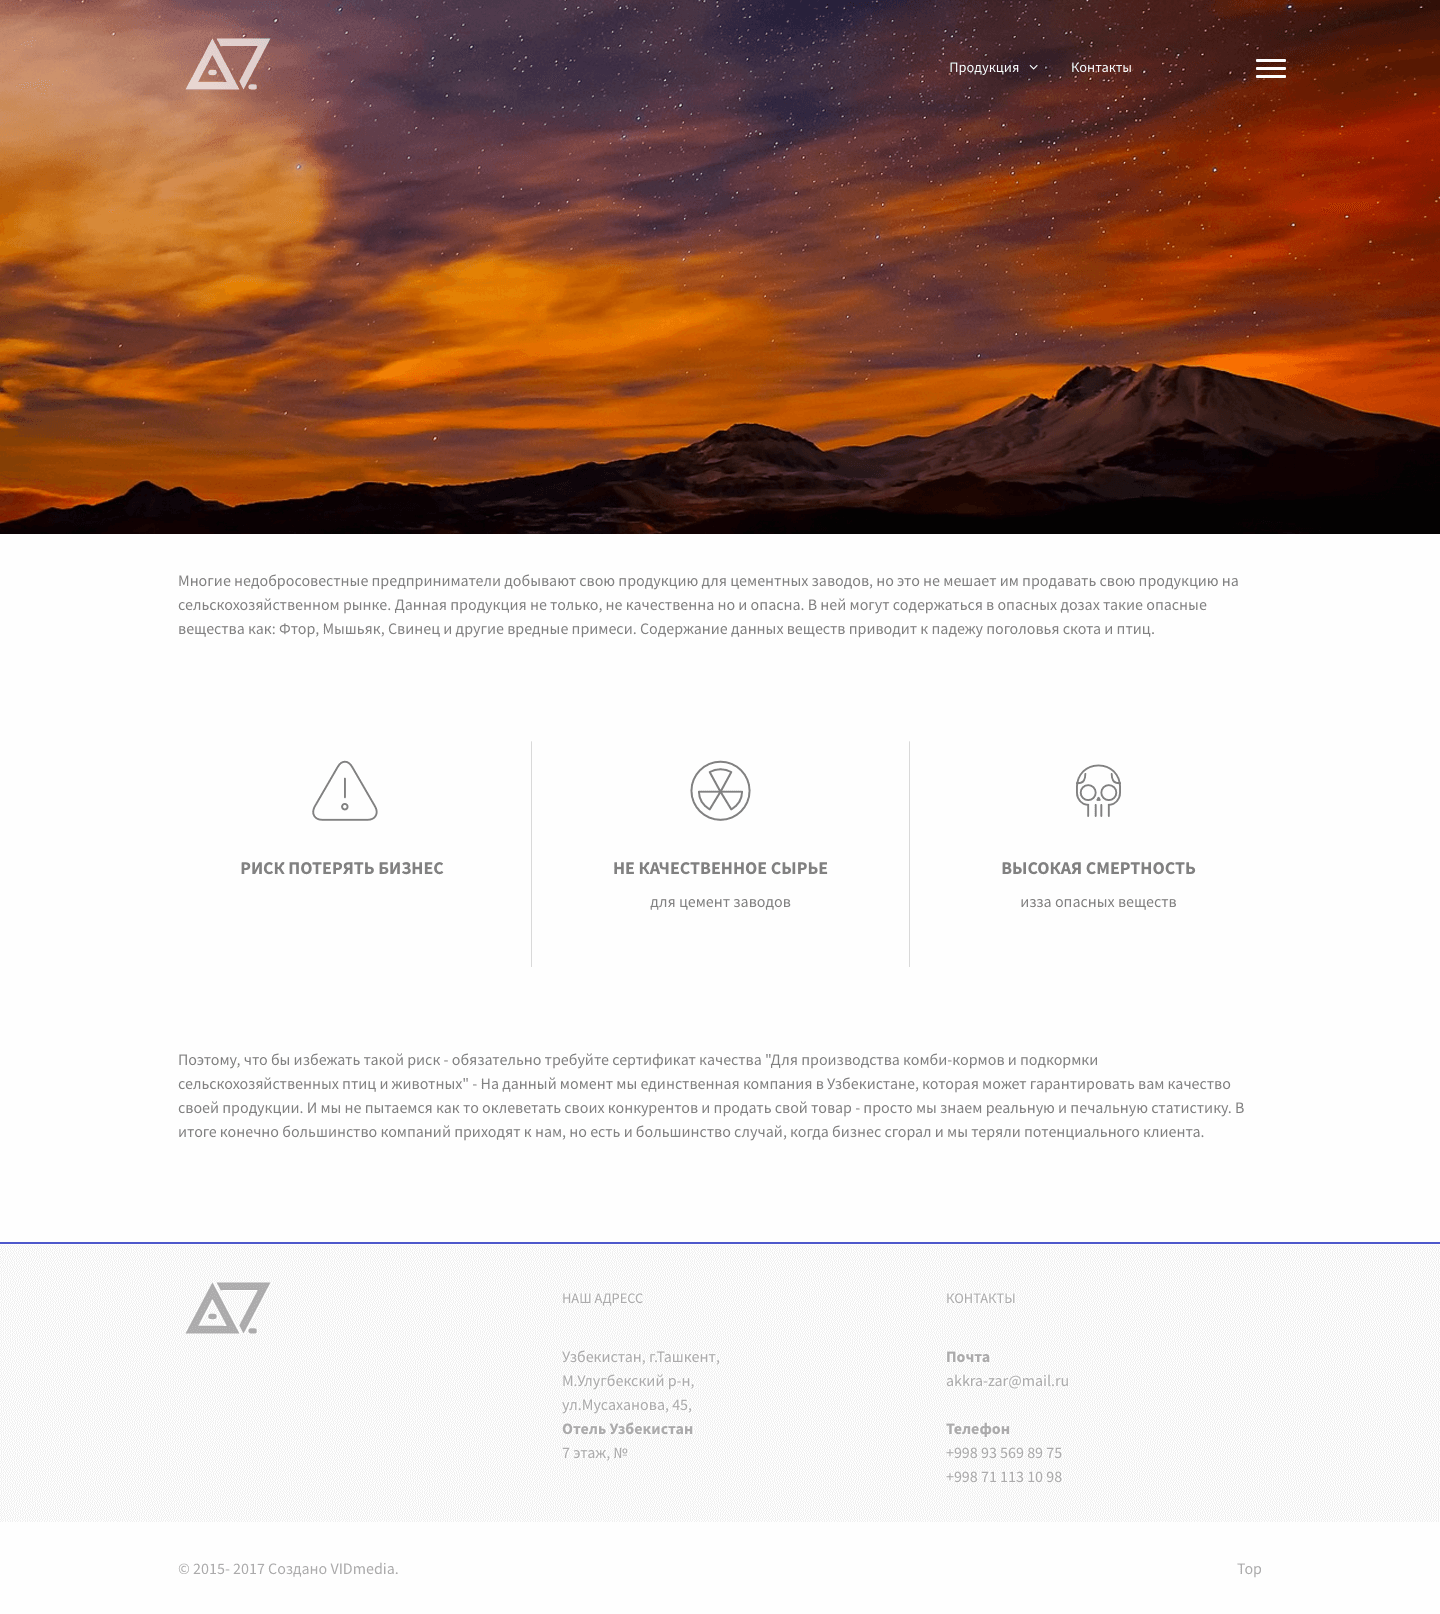 Продукция
Контакты
Многие недобросовестные предприниматели добывают свою продукцию для цементных заводов, но это не мешает им продавать свою продукцию на
сельскохозяйственном рынке. Данная продукция не только, не качественна но и опасна. В ней могут содержаться в опасных дозах такие опасные
вещества как: Фтор, Мышьяк, Свинец и другие вредные примеси. Содержание данных веществ приводит к падежу поголовья скота и птиц.
РИСК ПОТЕРЯТЬ БИЗНЕС
НЕ КАЧЕСТВЕННОЕ СЫРЬЕ
для цемент заводов
ВЫСОКАЯ СМЕРТНОСТЬ
изза опасных веществ
Поэтому, что бы избежать такой риск - обязательно требуйте сертификат качества "Для производства комби-кормов и подкормки
сельскохозяйственных птиц и животных" - На данный момент мы единственная компания в Узбекистане, которая может гарантировать вам качество
своей продукции. И мы не пытаемся как то оклеветать своих конкурентов и продать свой товар - просто мы знаем реальную и печальную статистику. В
итоге конечно большинство компаний приходят к нам, но есть и большинство случай, когда бизнес сгорал и мы теряли потенциального клиента.
НАШ АДРЕСС
Узбекистан, г.Ташкент,
М.Улугбекский р-н,
ул.Мусаханова, 45,
Отель Узбекистан
7 этаж, №
КОНТАКТЫ
Почта
akkra-zar@mail.ru
Телефон
+998 93 569 89 75
+998 71 113 10 98
© 2015- 2017 Создано VIDmedia.
Top